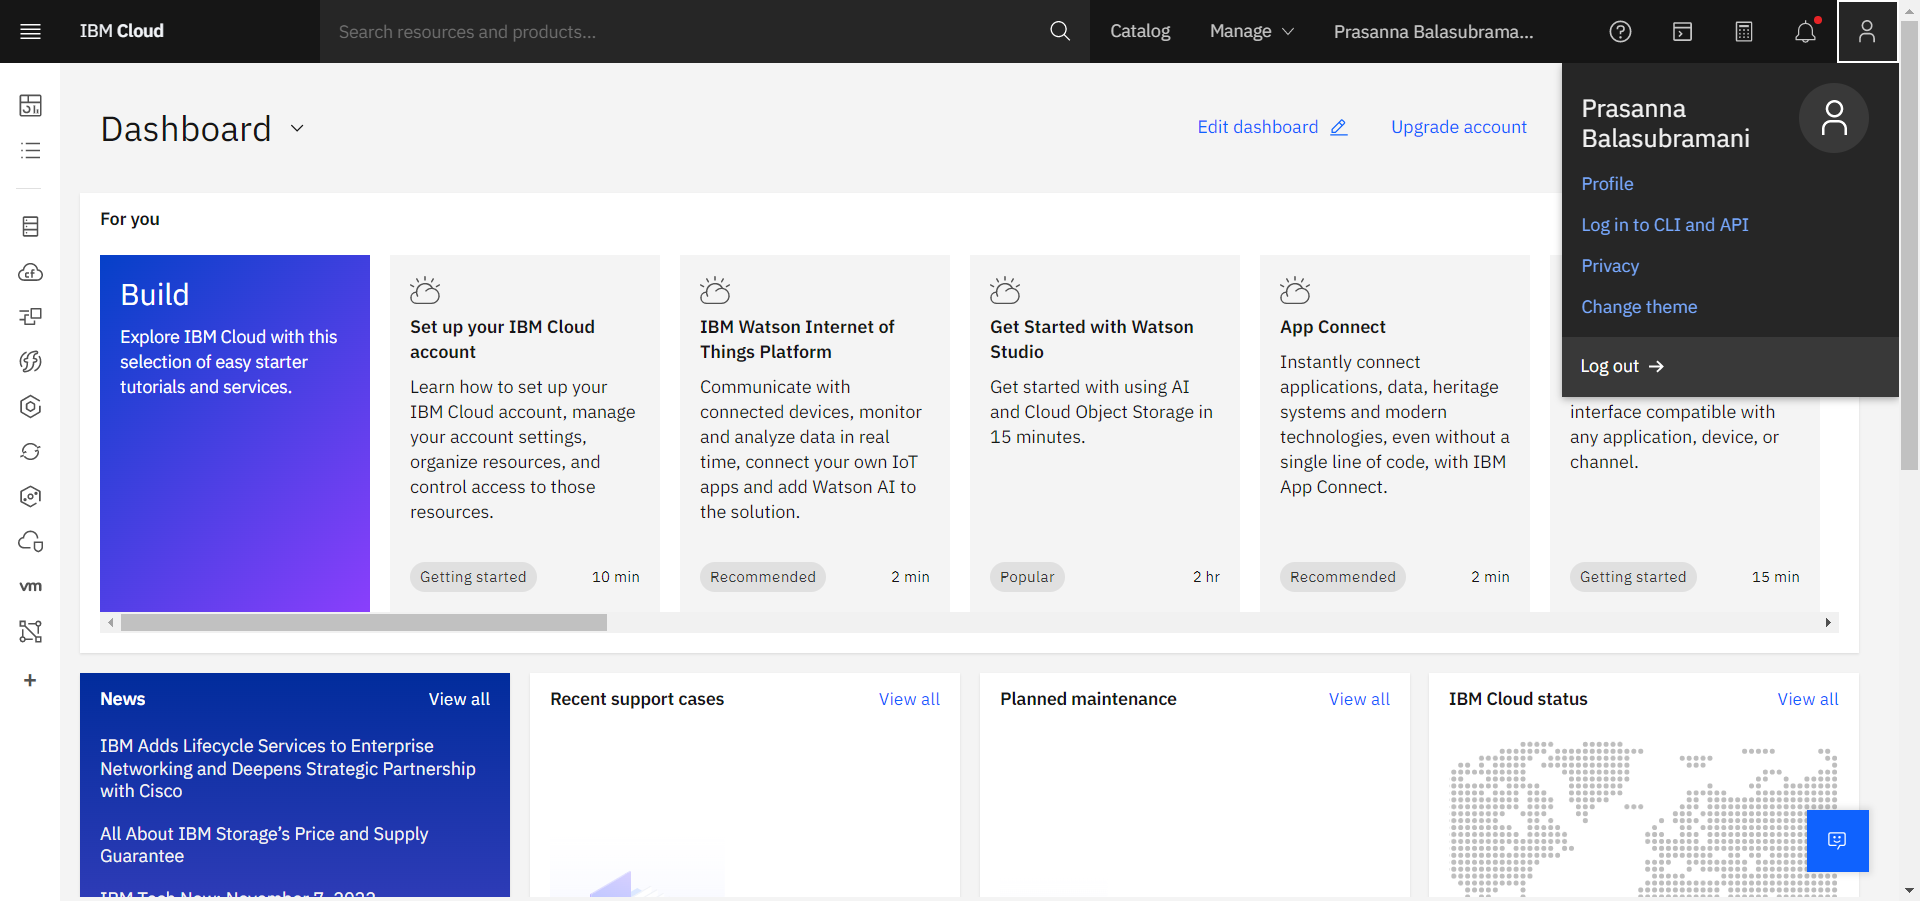 IBM Cloud
Search resources and products...
Catalog
Manage
Prasanna Balasubrama...
Dashboard
Edit dashboard
Upgrade account
Prasanna
Balasubramani
Profile
Log in to CLI and API
Privacy
Change theme
Log out
For you
Build
Explore IBM Cloud with this
selection of easy starter
tutorials and services.
Set up your IBM Cloud
account
Learn how to set up your
IBM Cloud account, manage
your account settings,
organize resources, and
control access to those
resources.
Getting started
10 min
IBM Watson Internet of
Things Platform
Communicate with
connected devices, monitor
and analyze data in real
time, connect your own IoT
apps and add Watson AI to
the solution.
Recommended
2 min
Get Started with Watson
Studio
Get started with using AI
and Cloud Object Storage in
15 minutes.
Popular
2 hr
App Connect
Instantly connect
applications, data, heritage
systems and modern
technologies, even without a
single line of code, with IBM
App Connect.
Recommended
2 min
interface compatible with
any application, device, or
channel.
Getting started
15 min
cf
vm
News
View all
IBM Adds Lifecycle Services to Enterprise
Networking and Deepens Strategic Partnership
with Cisco
All About IBM Storage’s Price and Supply
Guarantee
IBM Tech Now: November 7, 2022
Recent support cases
View all
Planned maintenance
View all
IBM Cloud status
View all